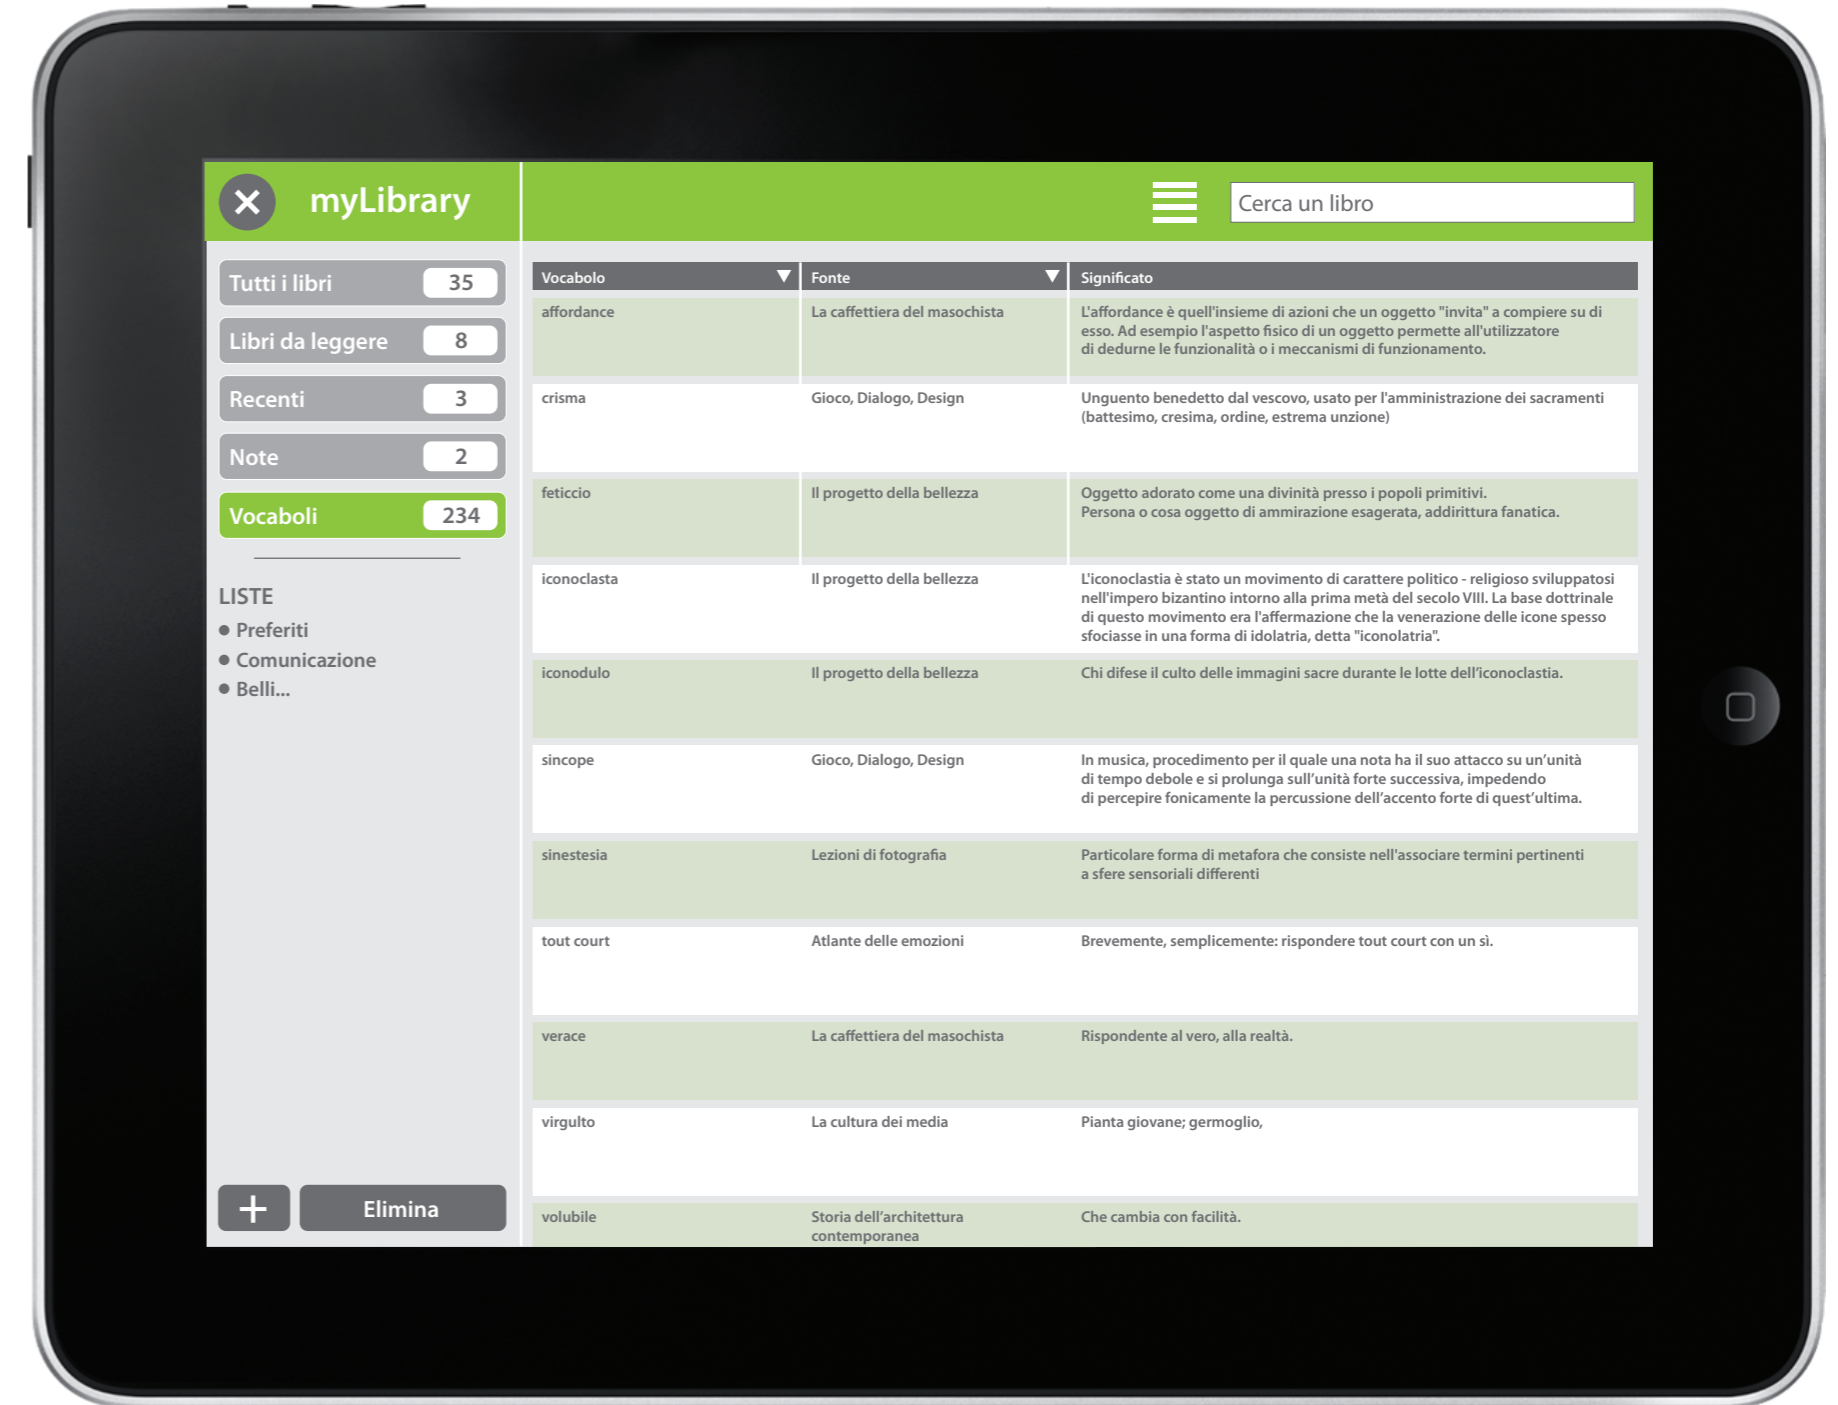 myLibrary
Cerca un libro
Tutti i libri 35
Libri da leggere 8
Recenti 3
Note 2
Vocaboli 234
LISTE
Preferiti
Comunicazione
Belli...
+ Elimina
Vocabolo Fonte Significato
affordance La caffettiera del masochista L'affordance è quell'insieme di azioni che un oggetto "invita" a compiere su di
esso. Ad esempio l'aspetto fisico di un oggetto permette all'utilizzatore
di dedurne le funzionalità o i meccanismi di funzionamento.
crisma Gioco, Dialogo, Design Unguento benedetto dal vescovo, usato per l'amministrazione dei sacramenti
(battesimo, cresima, ordine, estrema unzione)
feticcio Il progetto della bellezza Oggetto adorato come una divinità presso i popoli primitivi.
Persona o cosa oggetto di ammirazione esagerata, addirittura fanatica.
iconoclasta Il progetto della bellezza L'iconoclastia è stato un movimento di carattere politico - religioso sviluppatosi
nell'impero bizantino intorno alla prima metà del secolo VIII. La base dottrinale
di questo movimento era l'affermazione che la venerazione delle icone spesso
sfociasse in una forma di idolatria, detta "iconolatria".
iconodulo Il progetto della bellezza Chi difese il culto delle immagini sacre durante le lotte dell’iconoclastia.
sincope Gioco, Dialogo, Design In musica, procedimento per il quale una nota ha il suo attacco su un’unità
di tempo debole e si prolunga sull’unità forte successiva, impedendo
di percepire fonicamente la percussione dell’accento forte di quest’ultima.
sinestesia Lezioni di fotografia Particolare forma di metafora che consiste nell'associare termini pertinenti
a sfere sensoriali differenti
tout court Atlante delle emozioni Brevemente, semplicemente: rispondere tout court con un sì.
verace La caffettiera del masochista Rispondente al vero, alla realtà.
virgulto La cultura dei media Pianta giovane; germoglio,
volubile Storia dell’architettura Che cambia con facilità.
contemporanea